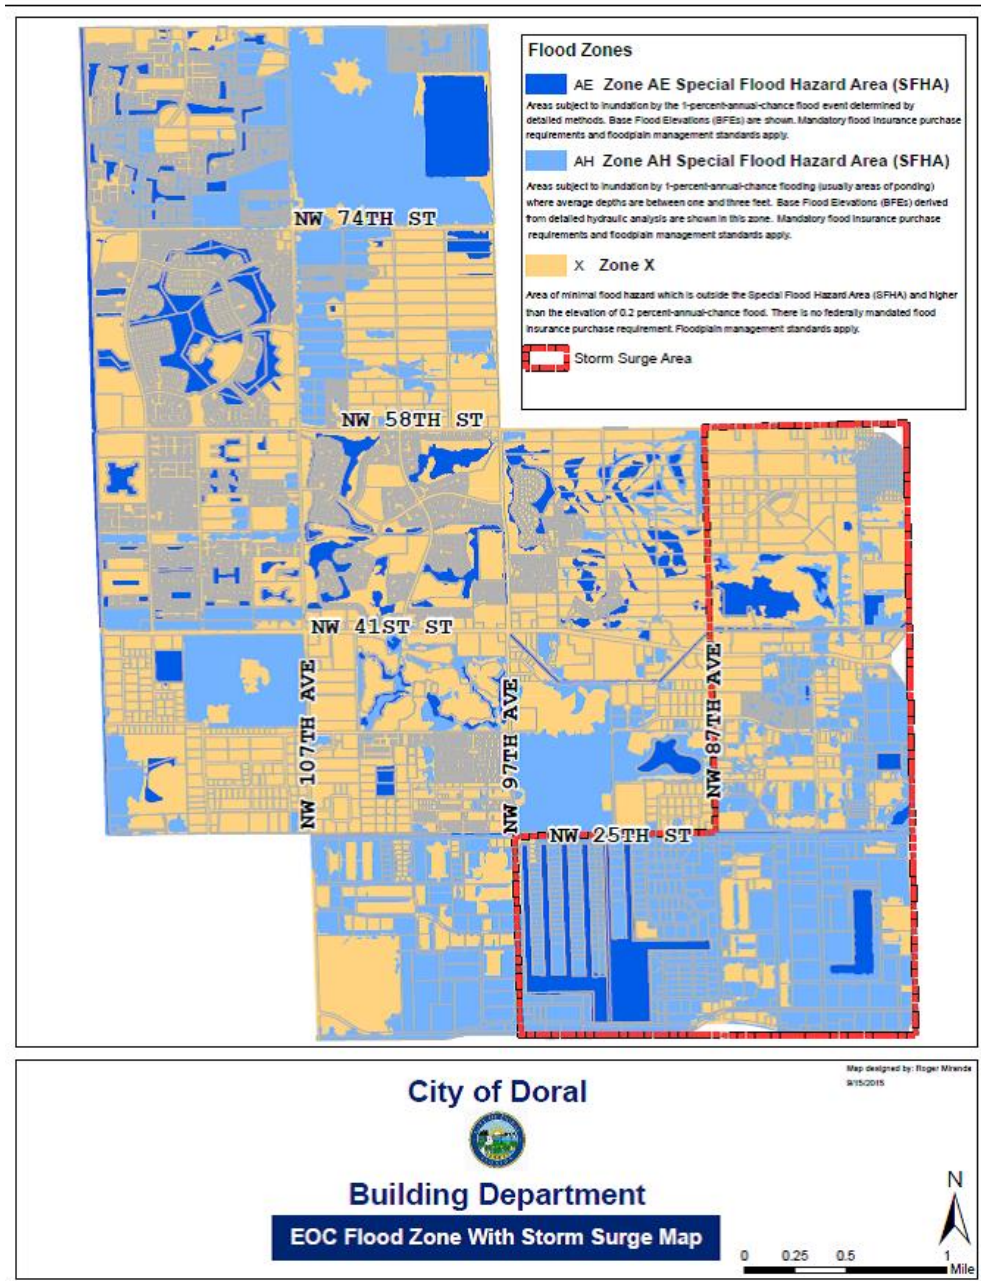 Flood Zones
AE Zone AE Special Flood Hazard Area (SFHA)
Areas subject to inundation by the 1-percent-annual-chance flood event determined by
detailed methods. Base Flood Elevations (BFEs) are shown. Mandatory flood insurance purchase
requirements and floodplain management standards apply.
AH Zone AH Special Flood Hazard Area (SFHA)
Areas subject to inundation by 1-percent-annual-chance flooding (usually areas of ponding)
where average depths are between one and three feet. Base Flood Elevations (BFEs) derived
from detailed hydraulic analysis are shown in this zone. Mandatory flood insurance purchase
requirements and floodplain management standards apply.
X Zone X
Area of minimal flood hazard which is outside the Special Flood Hazard Area (SFHA) and higher
than the elevation of 0.2 percent-annual-chance flood. There is no federally mandated flood
insurance purchase requirement. Floodplain management standards apply.
Storm Surge Area
NW 74TH ST
NW 58TH ST
NW 41ST ST
NW 107TH AVE
NW 97TH AVE
NW 87TH AVE
NW 25TH ST
City of Doral
Building Department
EOC Flood Zone With Storm Surge Map
Map designed by: Roger Miranda
9/15/2015
N
0 0.25 0.5 1
Mile